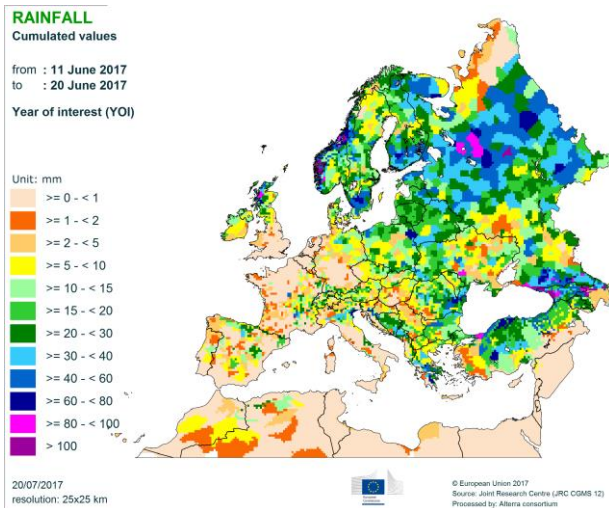 RAINFALL
Cumulated values
from : 11 June 2017
to : 20 June 2017
Year of interest (YOI)
Unit: mm
>= 0 - < 1
>= 1 - < 2
>= 2 - < 5
>= 5 - < 10
>= 10 - < 15
>= 15 - < 20
>= 20 - < 30
>= 30 - < 40
>= 40 - < 60
>= 60 - < 80
>= 80 - < 100
> 100
20/07/2017
resolution: 25x25 km
European
Commission
© European Union 2017
Source: Joint Research Centre (JRC CGMS 12)
Processed by: Alterra consortium